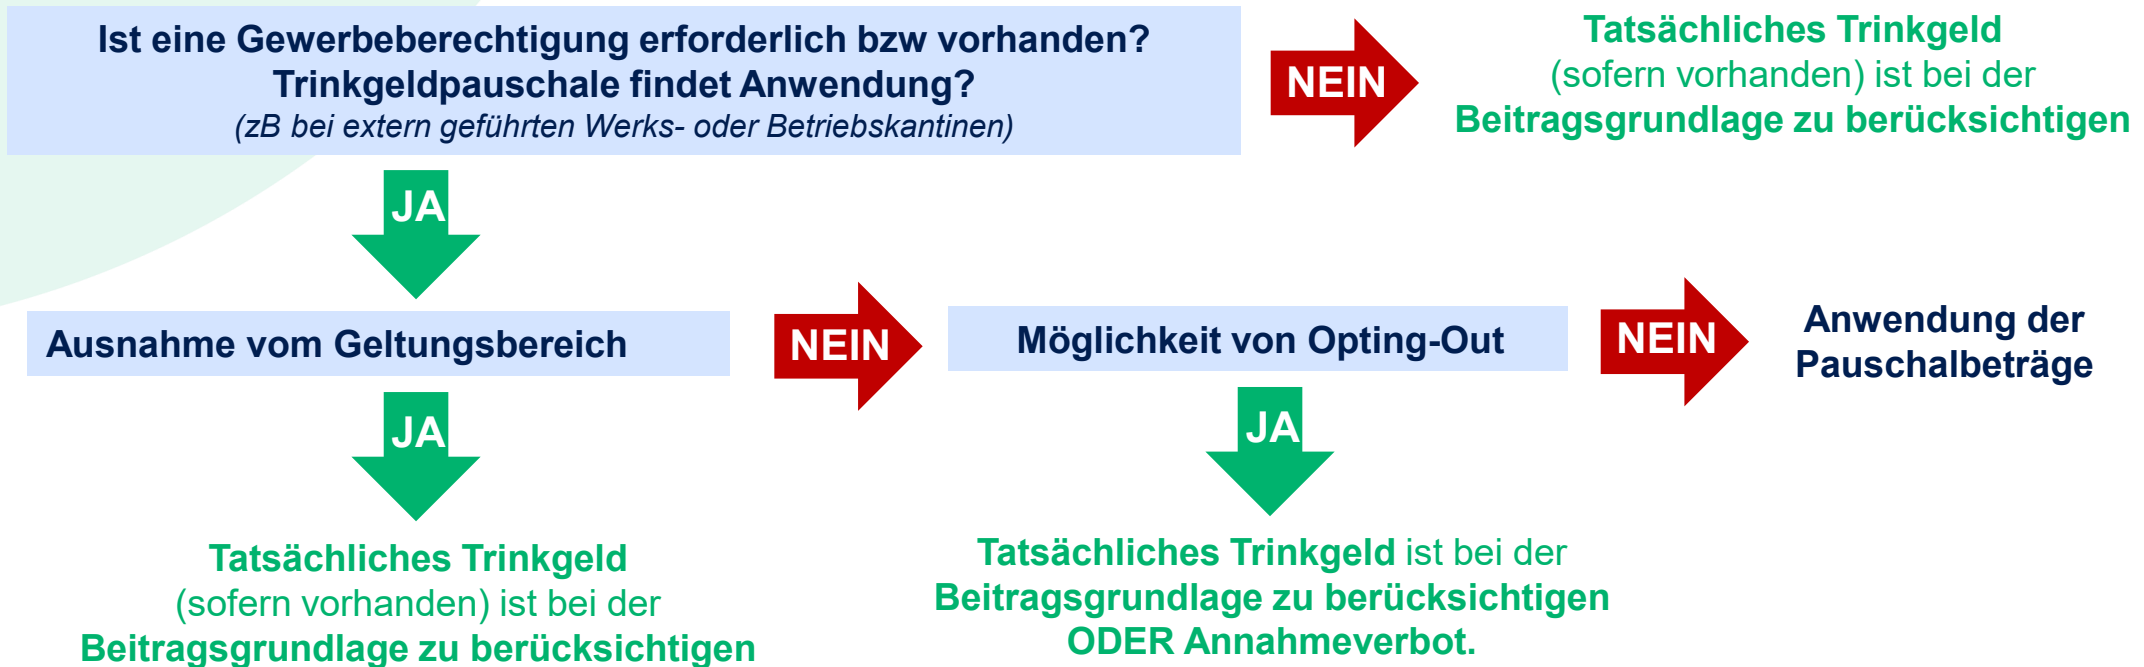 Ist eine Gewerbeberechtigung erforderlich bzw vorhanden?
Trinkgeldpauschale findet Anwendung?
(zB bei extern geführten Werks- oder Betriebskantinen)
NEIN
Tatsächliches Trinkgeld
(sofern vorhanden) ist bei der
Beitragsgrundlage zu berücksichtigen
JA
Ausnahme vom Geltungsbereich
NEIN
Möglichkeit von Opting-Out
NEIN
Anwendung der
Pauschalbeträge
JA
Tatsächliches Trinkgeld
(sofern vorhanden) ist bei der
Beitragsgrundlage zu berücksichtigen
JA
Tatsächliches Trinkgeld ist bei der
Beitragsgrundlage zu berücksichtigen
ODER Annahmeverbot.